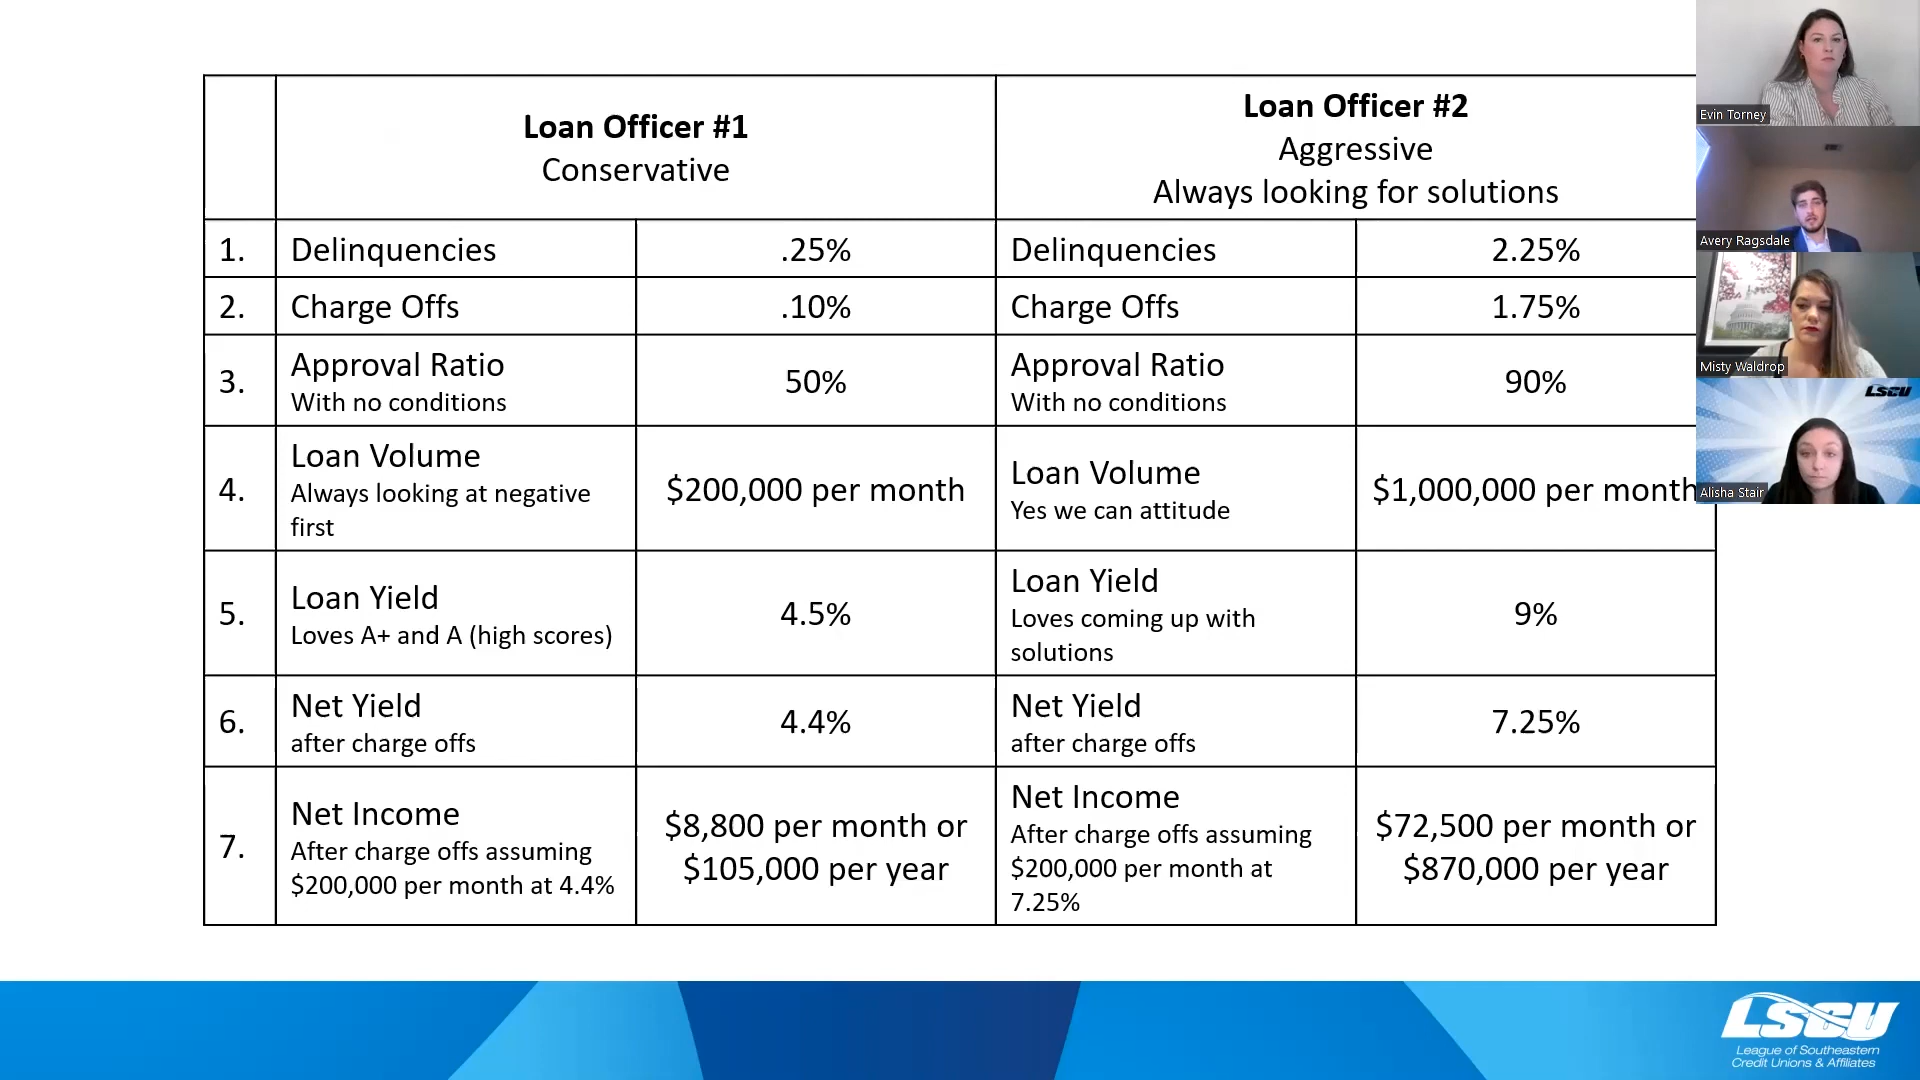 Loan Officer #1
Conservative
Loan Officer #2
Aggressive
Always looking for solutions
1.
Delinquencies
.25%
Delinquencies
2.25%
2.
Charge Offs
.10%
Charge Offs
1.75%
3.
Approval Ratio
With no conditions
50%
Approval Ratio
With no conditions
90%
4.
Loan Volume
Always looking at negative
first
$200,000 per month
Loan Volume
Yes we can attitude
$1,000,000 per month
5.
Loan Yield
Loves A+ and A (high scores)
4.5%
Loan Yield
Loves coming up with
solutions
9%
6.
Net Yield
after charge offs
4.4%
Net Yield
after charge offs
7.25%
7.
Net Income
After charge offs assuming
$200,000 per month at 4.4%
$8,800 per month or
$105,000 per year
Net Income
After charge offs assuming
$200,000 per month at
7.25%
$72,500 per month or
$870,000 per year
Evin Torney
Avery Ragsdale
Misty Waldrop
LSCU
Alisha Stair
LSCU
League of Southeastern
Credit Unions & Affiliates